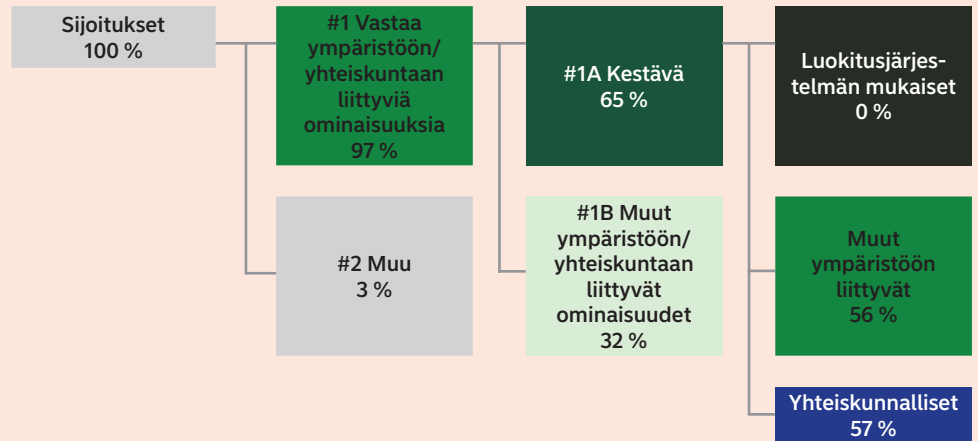 Sijoitukset
100 %
#1 Vastaa
ympäristöön/
yhteiskuntaan
liittyviä
ominaisuuksia
97 %
#2 Muu
3 %
#1A Kestävä
65 %
#1B Muut
ympäristöön/
yhteiskuntaan
liittyvät
ominaisuudet
32 %
Luokitusjärjes-
telmän mukaiset
0 %
Muut
ympäristöön
liittyvät
56 %
Yhteiskunnalliset
57 %